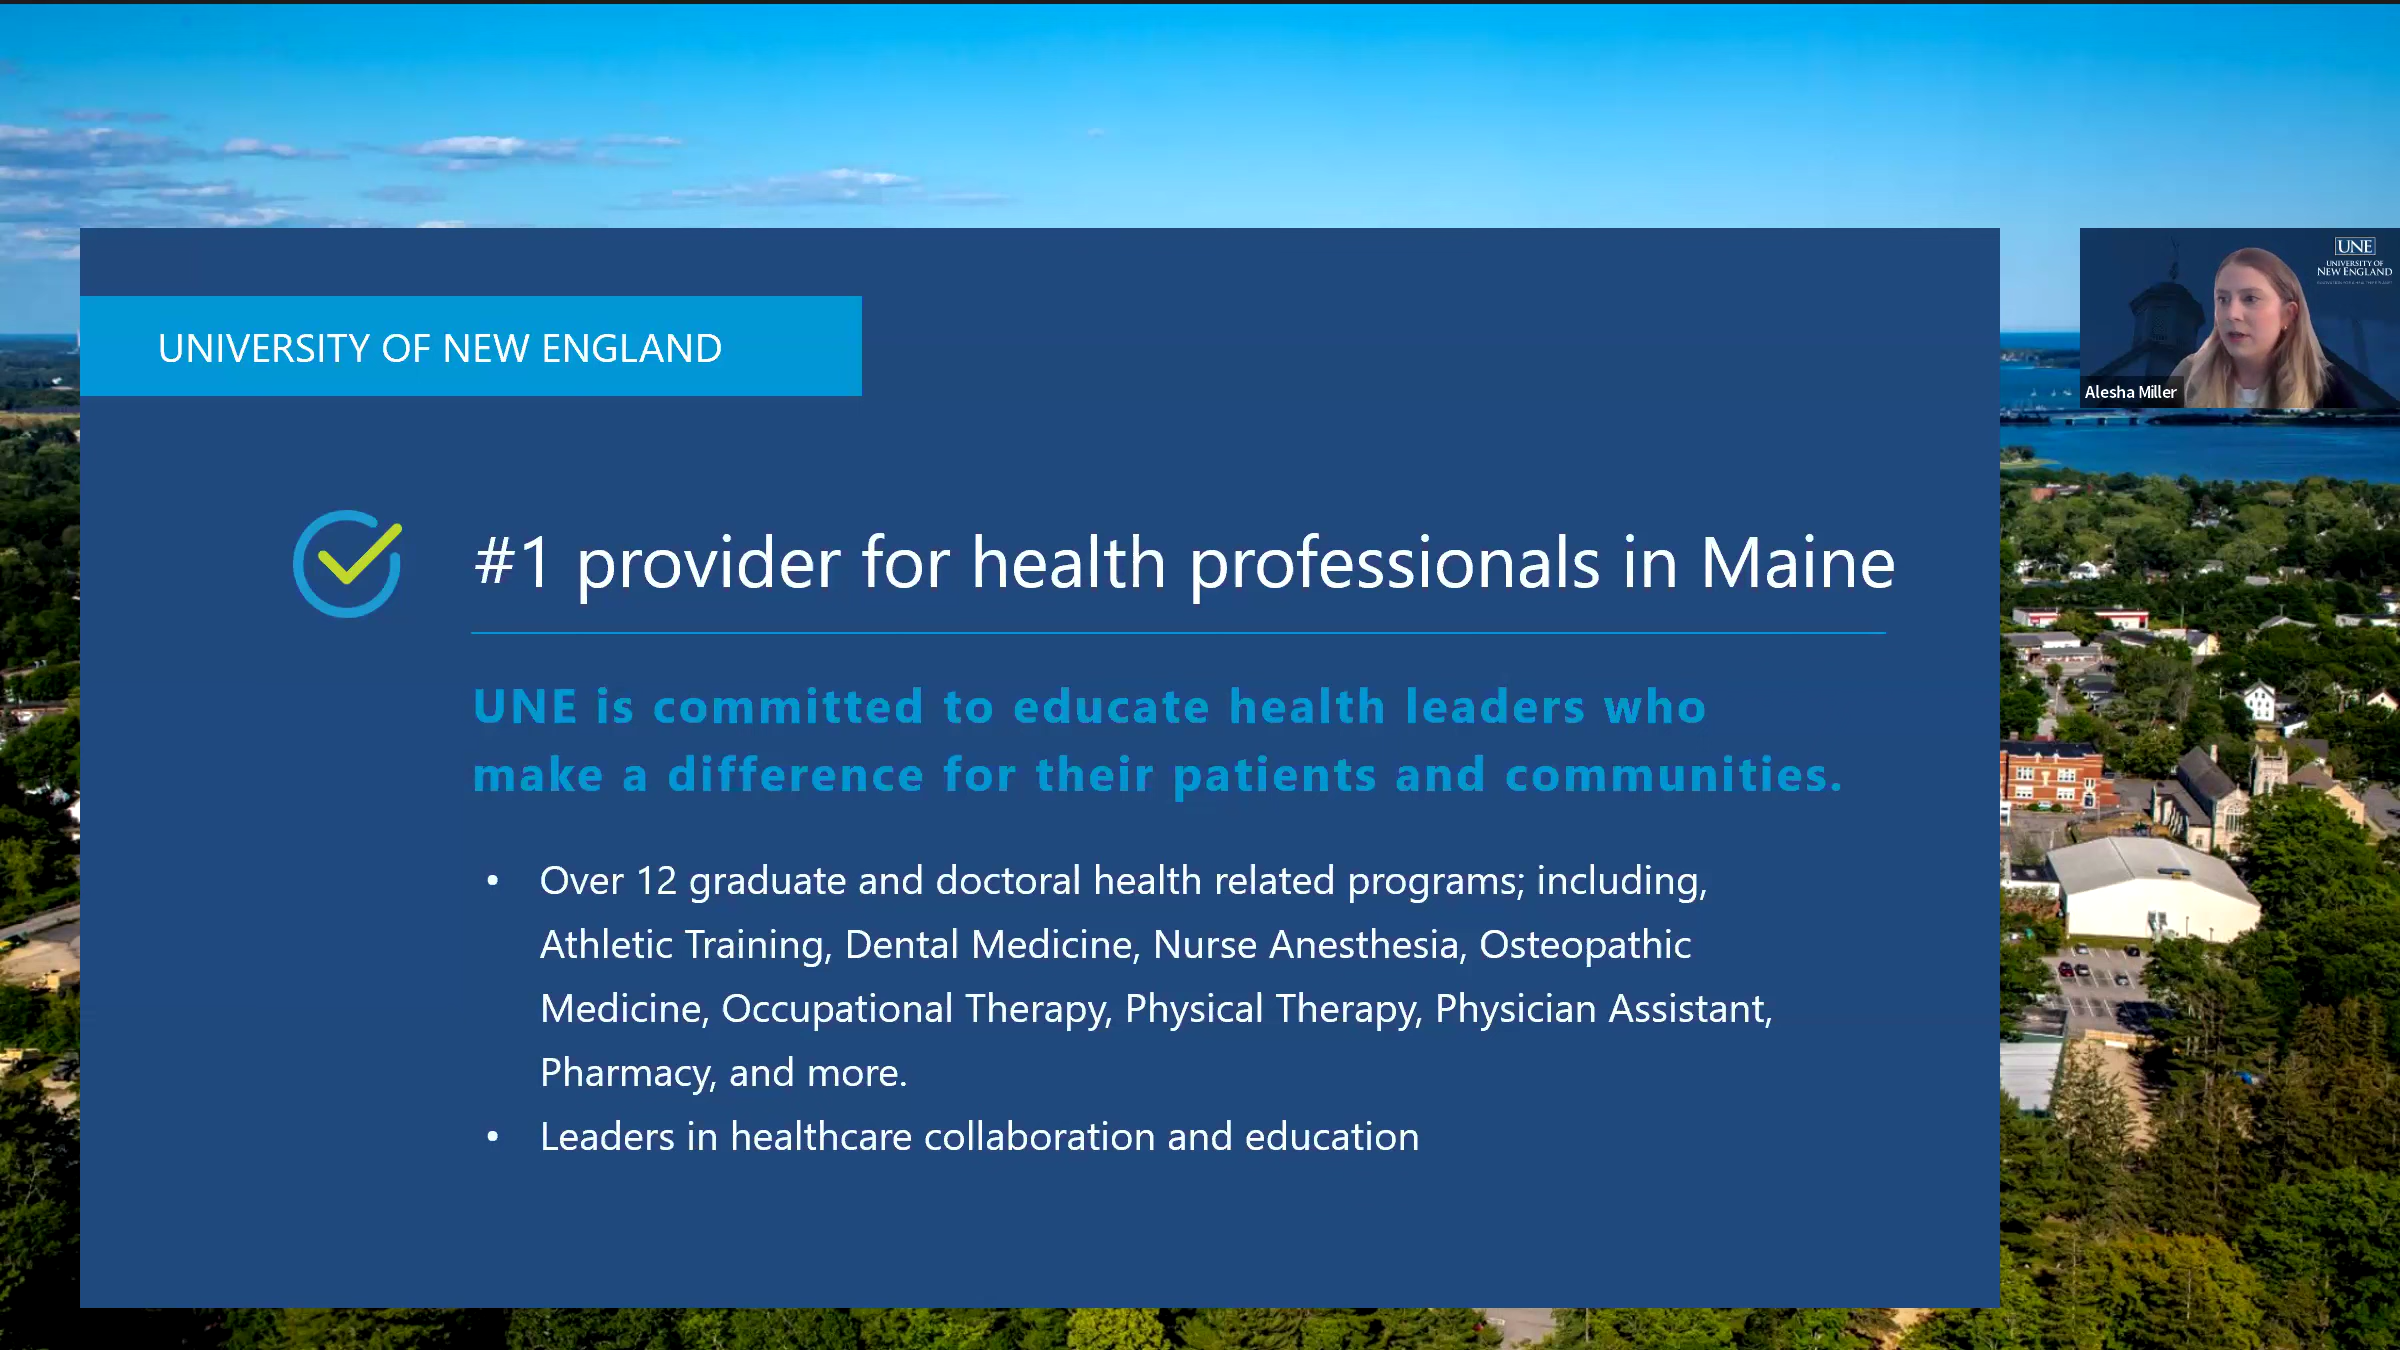 UNIVERSITY OF NEW ENGLAND
#1 provider for health professionals in Maine
UNE is committed to educate health leaders who
make a difference for their patients and communities.
• Over 12 graduate and doctoral health related programs; including,
Athletic Training, Dental Medicine, Nurse Anesthesia, Osteopathic
Medicine, Occupational Therapy, Physical Therapy, Physician Assistant,
Pharmacy, and more.
• Leaders in healthcare collaboration and education
UNE
UNIVERSITY OF
NEW ENGLAND
Alesha Miller